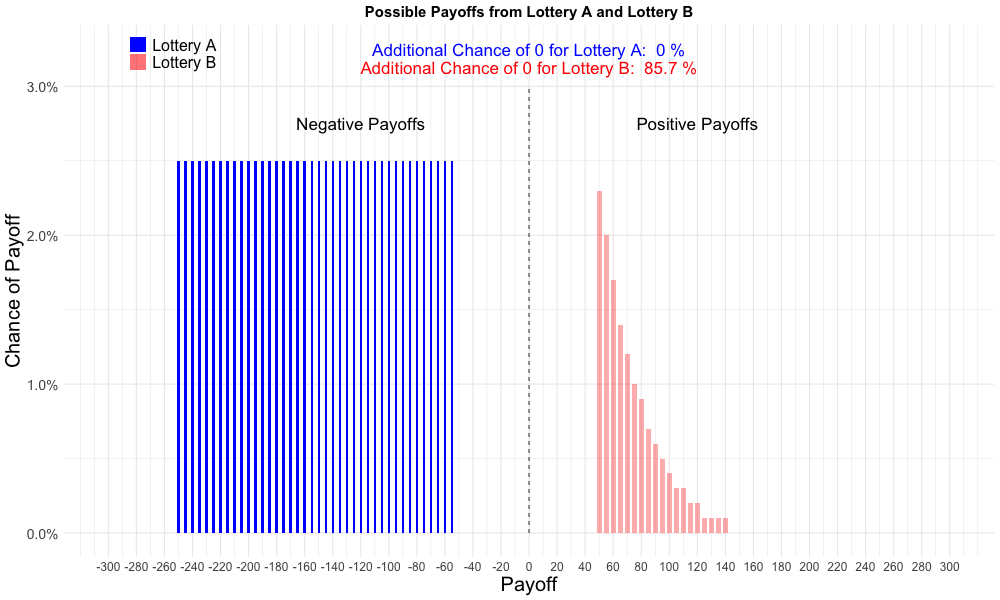 Possible Payoffs from Lottery A and Lottery B
Lottery A
Lottery B
Additional Chance of 0 for Lottery A:  0 %
Additional Chance of 0 for Lottery B:  85.7 %
Negative Payoffs
Positive Payoffs
Chance of Payoff
3.0%
2.0%
1.0%
0.0%
-300 -280 -260 -240 -220 -200 -180 -160 -140 -120 -100 -80 -60 -40 -20 0 20 40 60 80 100 120 140 160 180 200 220 240 260 280 300
Payoff